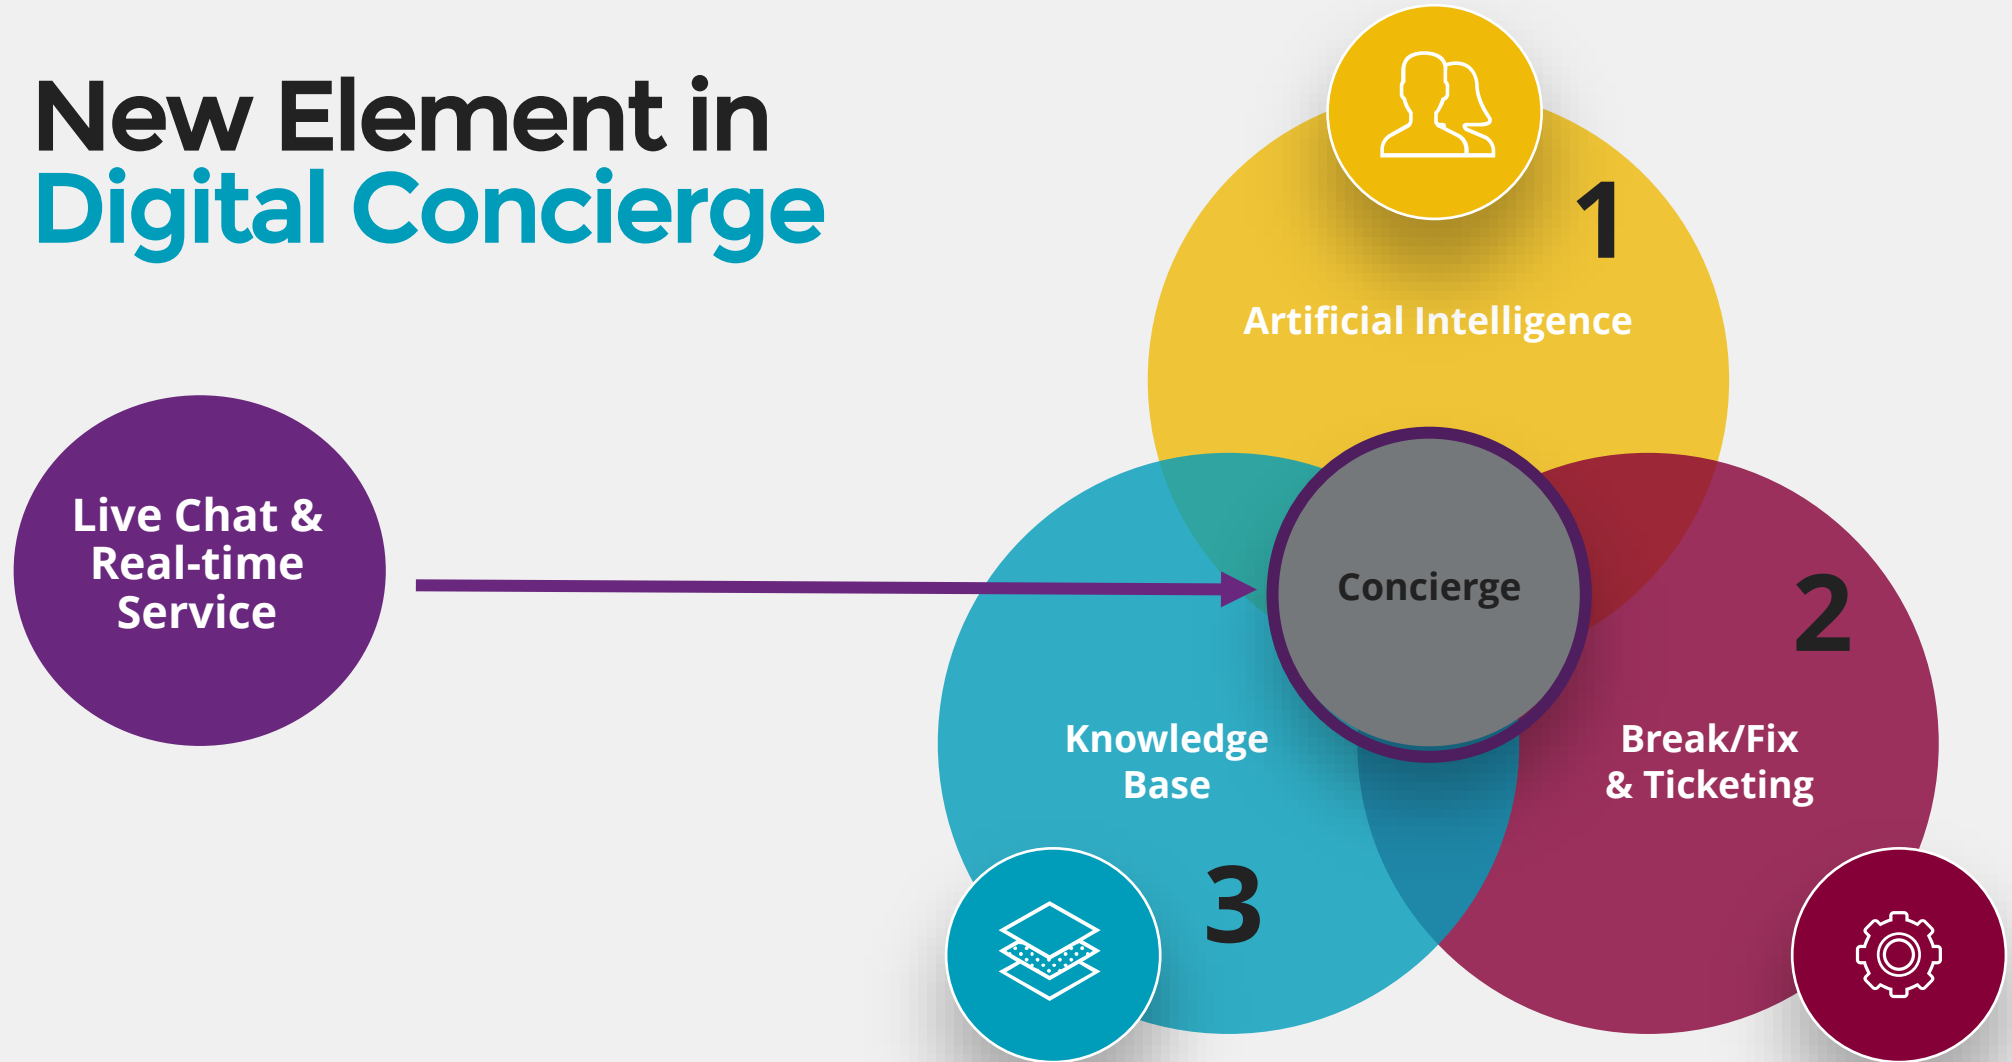 New Element in
Digital Concierge
1
Artificial Intelligence
Live Chat &
Real-time
Service
Concierge
2
Knowledge
Base
Break/Fix
& Ticketing
3